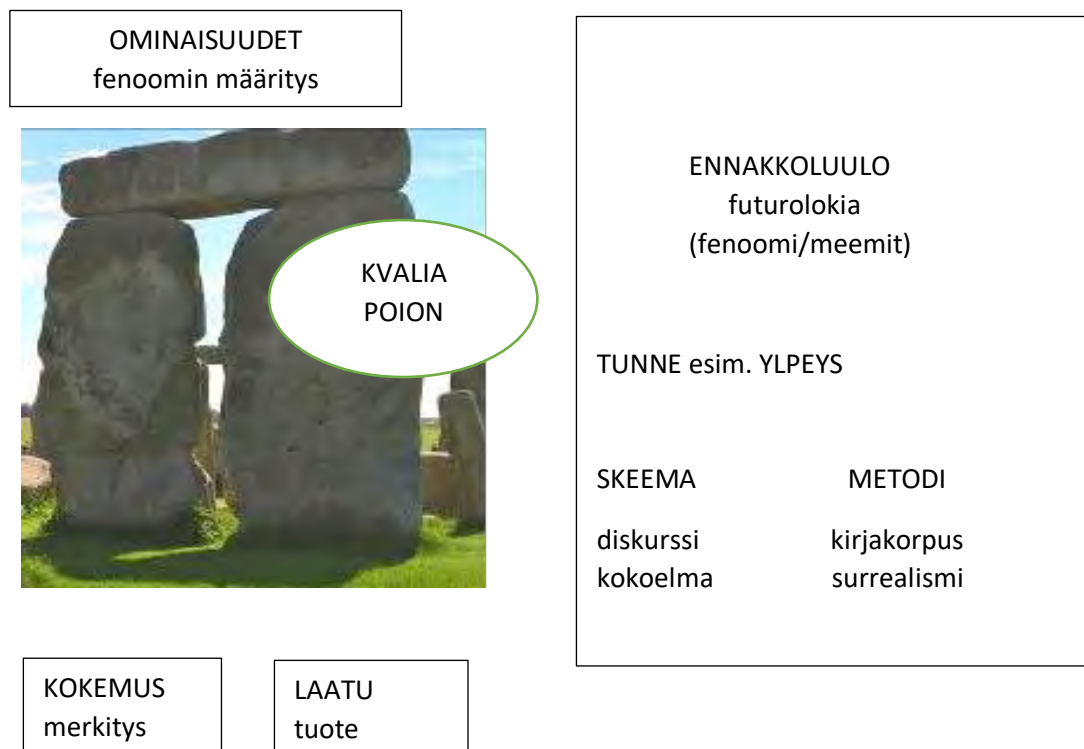 OMINAISUUDET
fenoomin määritys
KVALIA
POION
KOKEMUS
merkitys
LAATU
tuote
ENNAKKOLUULO
futurolokia
(fenoomi/meemit)
TUNNE esim. YLPEYS
SKEEMA METODI
diskurssi kirjakorpus
kokoelma surrealismi